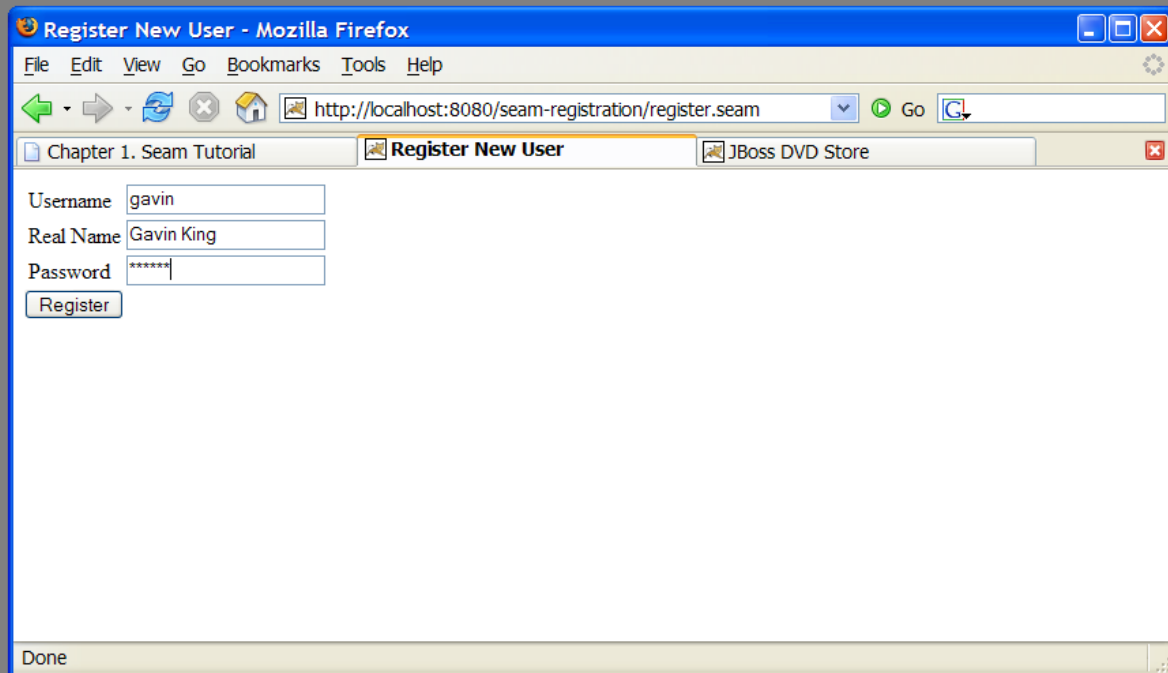 Register New User - Mozilla Firefox
File Edit View Go Bookmarks Tools Help
http://localhost:8080/seam-registration/register.seam Go G
Chapter 1. Seam Tutorial Register New User JBoss DVD Store
Username gavin
Real Name Gavin King
Password ******
Register
Done